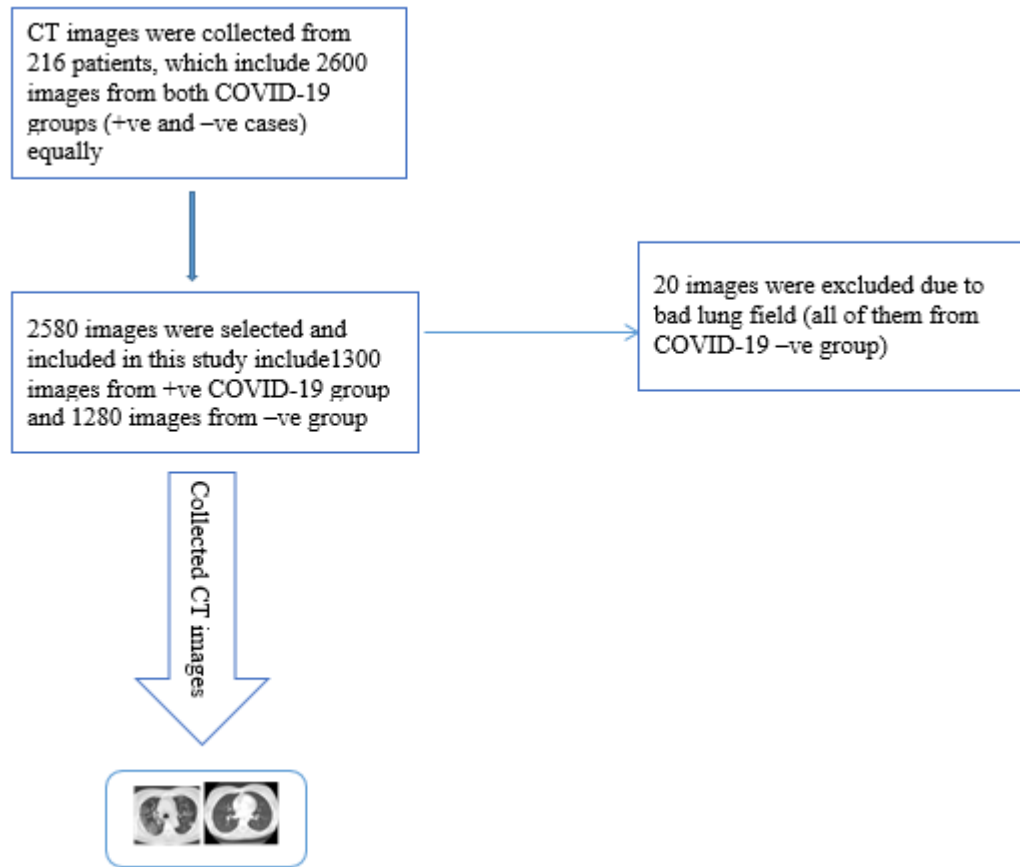 CT images were collected from
216 patients, which include 2600
images from both COVID-19
groups (+ve and –ve cases)
equally
2580 images were selected and
included in this study include1300
images from +ve COVID-19 group
and 1280 images from –ve group
20 images were excluded due to
bad lung field (all of them from
COVID-19 –ve group)
Collected CT images